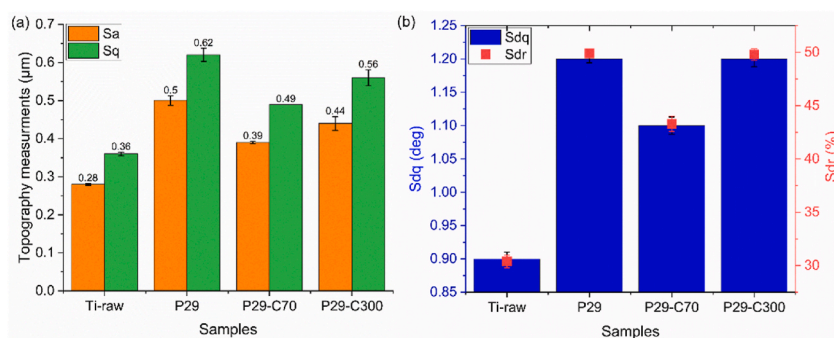 (a)
Sa
Sq
Topography measurments (µm)
0.7
0.6
0.5
0.4
0.3
0.2
0.1
0.0
0.28
0.36
0.5
0.62
0.39
0.49
0.44
0.56
Ti-raw P29 P29-C70 P29-C300
Samples
(b)
Sdq
Sdr
Sdq (deg)
1.25
1.20
1.15
1.10
1.05
1.00
0.95
0.90
0.85
50
45
40
35
30
Sdr (%)
Ti-raw P29 P29-C70 P29-C300
Samples